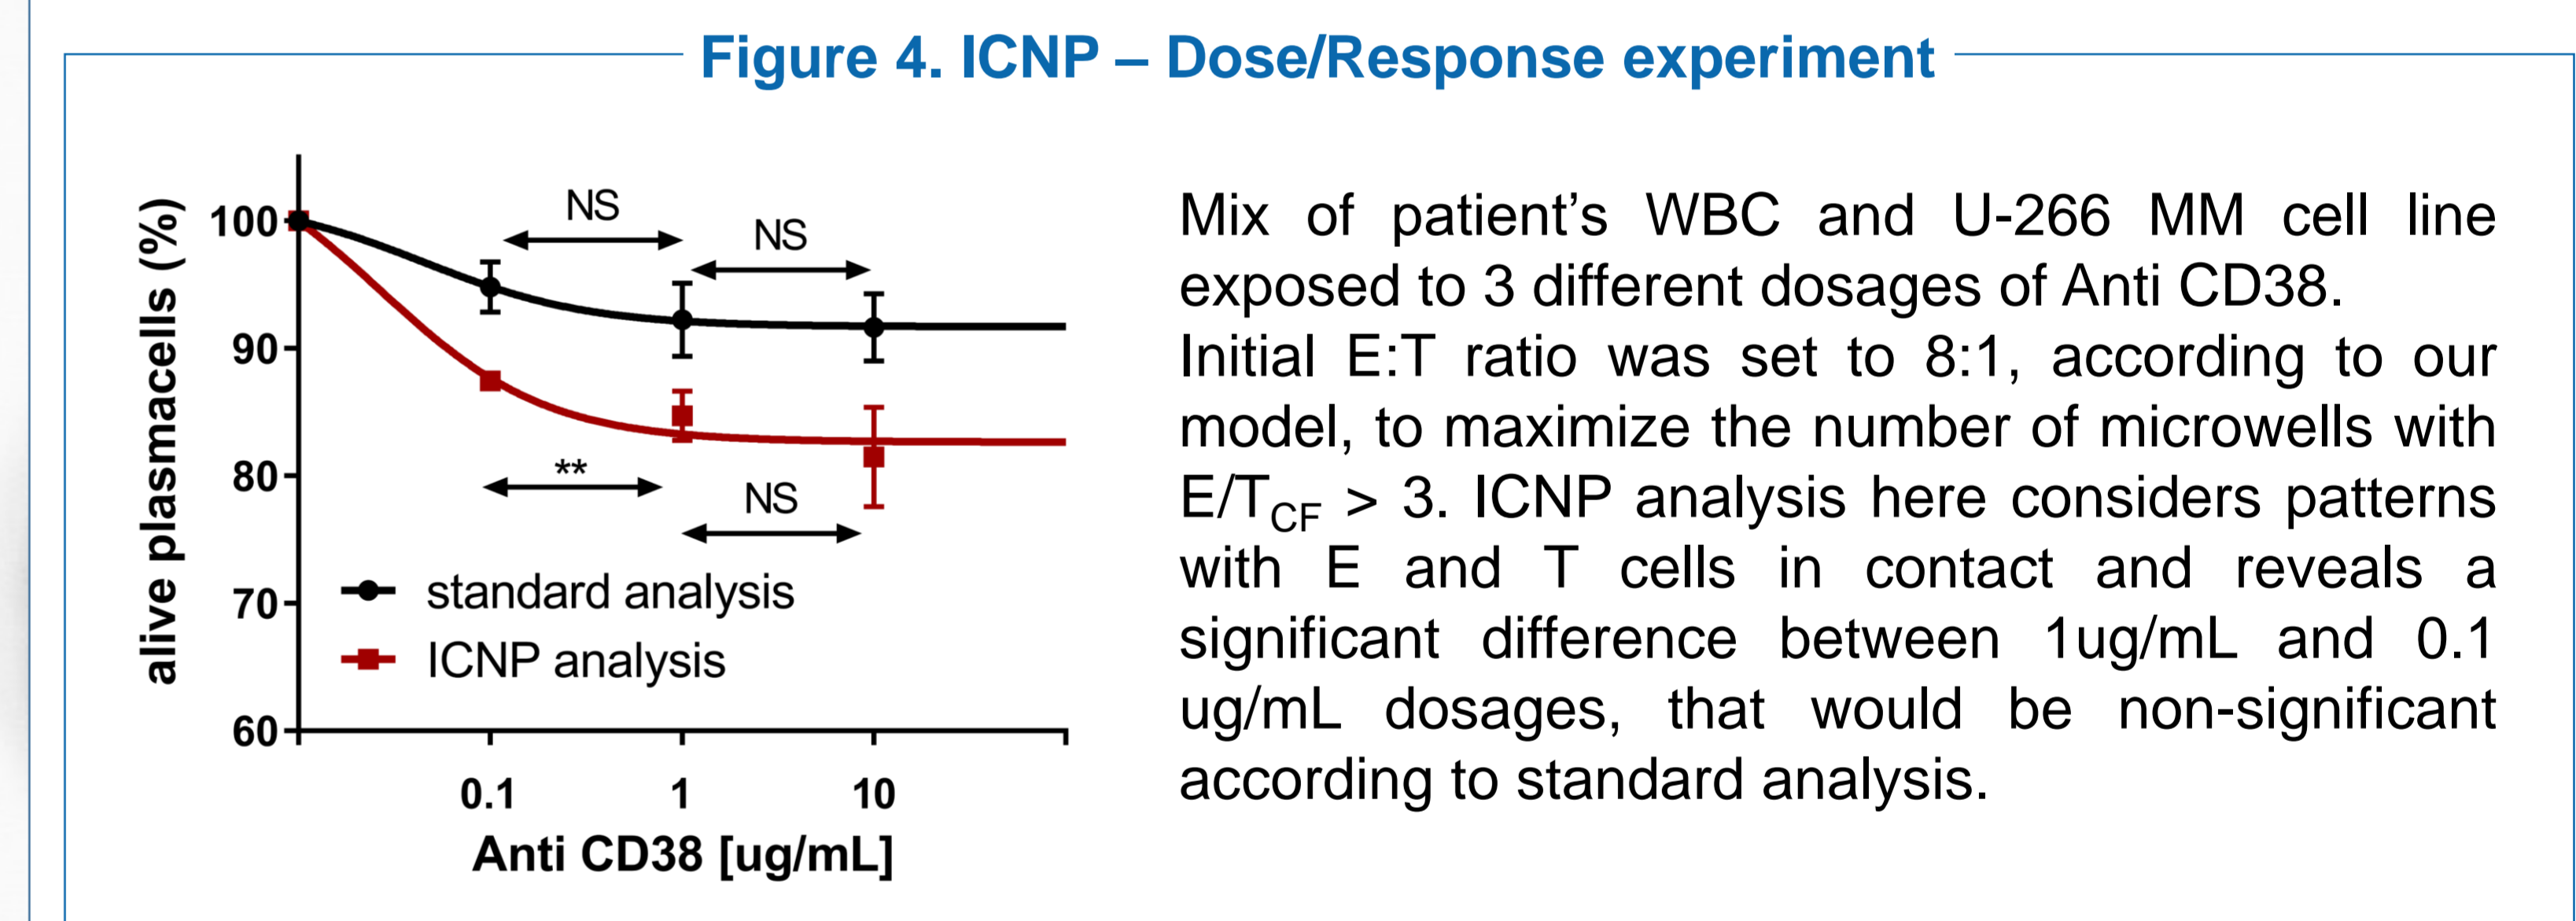 Figure 4. ICNP – Dose/Response experiment
alive plasmacells (%)
100
90
80
70
60
NS
NS
**
NS
standard analysis
ICNP analysis
0.1 1 10
Anti CD38 [ug/mL]
Mix of patient’s WBC and U-266 MM cell line
exposed to 3 different dosages of Anti CD38.
Initial E:T ratio was set to 8:1, according to our
model, to maximize the number of microwells with
E/TCF > 3. ICNP analysis here considers patterns
with E and T cells in contact and reveals a
significant difference between 1ug/mL and 0.1
ug/mL dosages, that would be non-significant
according to standard analysis.